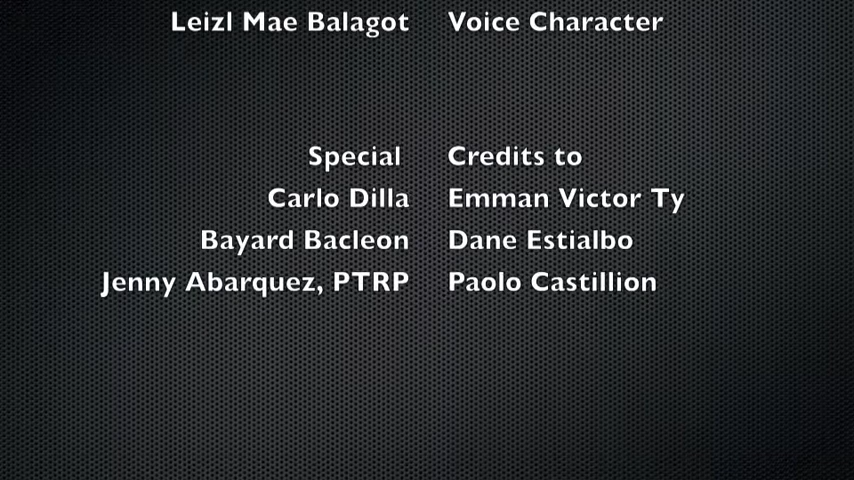 Leizl Mae Balagot Voice Character
Special Credits to
Carlo Dilla Emman Victor Ty
Bayard Bacleon Dane Estialbo
Jenny Abarquez, PTRP Paolo Castillion